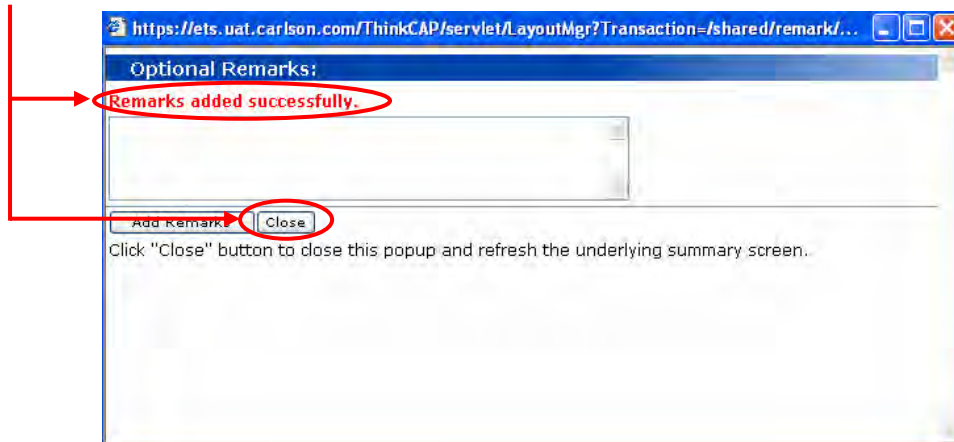 https://ets.uat.carlson.com/ThinkCAP/servlet/LayoutMgr?Transaction=/shared/remark/...
Optional Remarks:
Remarks added successfully.
Add Remarks Close
Click "Close" button to close this popup and refresh the underlying summary screen.